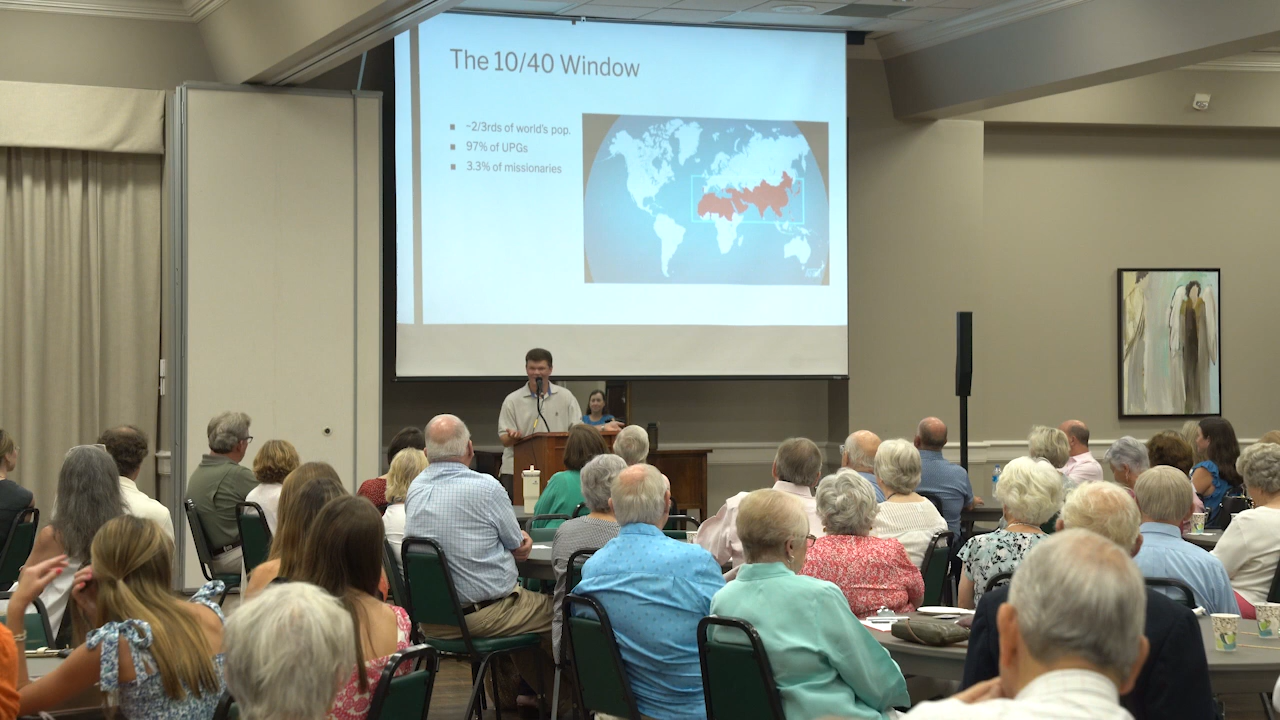 The 10/40 Window
~2/3rds of world's pop.
97% of UPGs
3.3% of missionaries